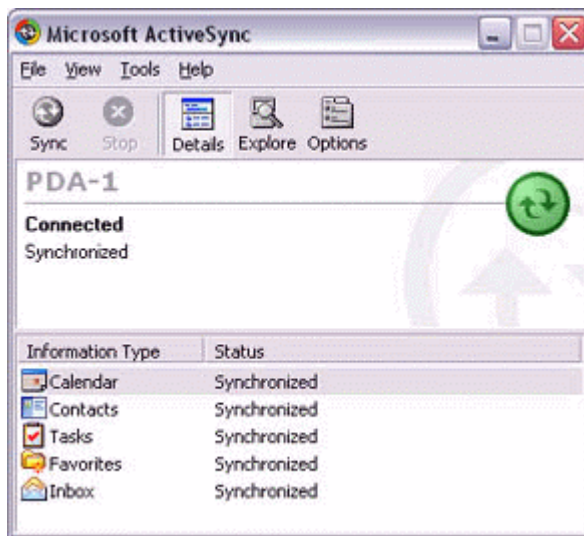 Microsoft ActiveSync
File View Tools Help
Sync Stop Details Explore Options
PDA-1
Connected
Synchronized
Information Type Status
Calendar Synchronized
Contacts Synchronized
Tasks Synchronized
Favorites Synchronized
Inbox Synchronized